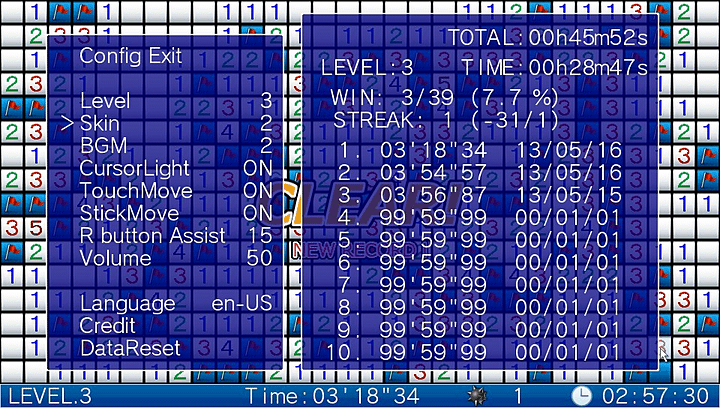 Config Exit
Level 3
> Skin 2
BGM 2
CursorLight ON
TouchMove ON
StickMove ON
R button Assist 15
Volume 50
Language en-US
Credit
DataReset
TOTAL:00h45m52s
LEVEL:3 TIME:00h28m47s
WIN: 3/39 (7.7 %)
STREAK: 1 (-31/1)
1. 03'18"34 13/05/16
2. 03'54"57 13/05/16
3. 03'56"87 13/05/15
4. 99'59"99 00/01/01
5. 99'59"99 00/01/01
6. 99'59"99 00/01/01
7. 99'59"99 00/01/01
8. 99'59"99 00/01/01
9. 99'59"99 00/01/01
10. 99'59"99 00/01/01
CLEAR!
NEW RECORD!!
LEVEL.3 Time:03'18"34 1 02:57:30